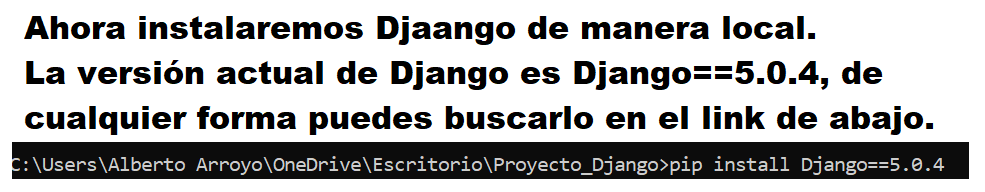 Ahora instalaremos Djaango de manera local.
La versión actual de Django es Django==5.0.4, de
cualquier forma puedes buscarlo en el link de abajo.
C:\Users\Alberto Arroyo\OneDrive\Escritorio\Proyecto_Django>pip install Django==5.0.4